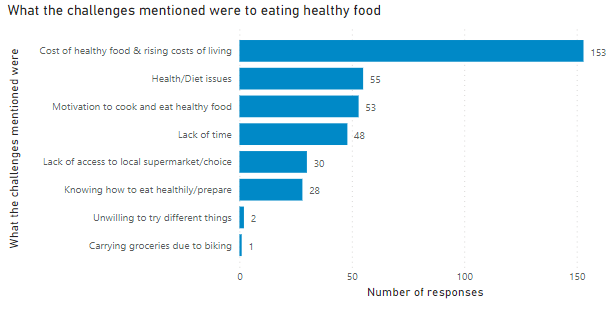 What the challenges mentioned were to eating healthy food
What the challenges mentioned were
Cost of healthy food & rising costs of living 153
Health/Diet issues 55
Motivation to cook and eat healthy food 53
Lack of time 48
Lack of access to local supermarket/choice 30
Knowing how to eat healthily/prepare 28
Unwilling to try different things 2
Carrying groceries due to biking 1
0 50 100 150
Number of responses